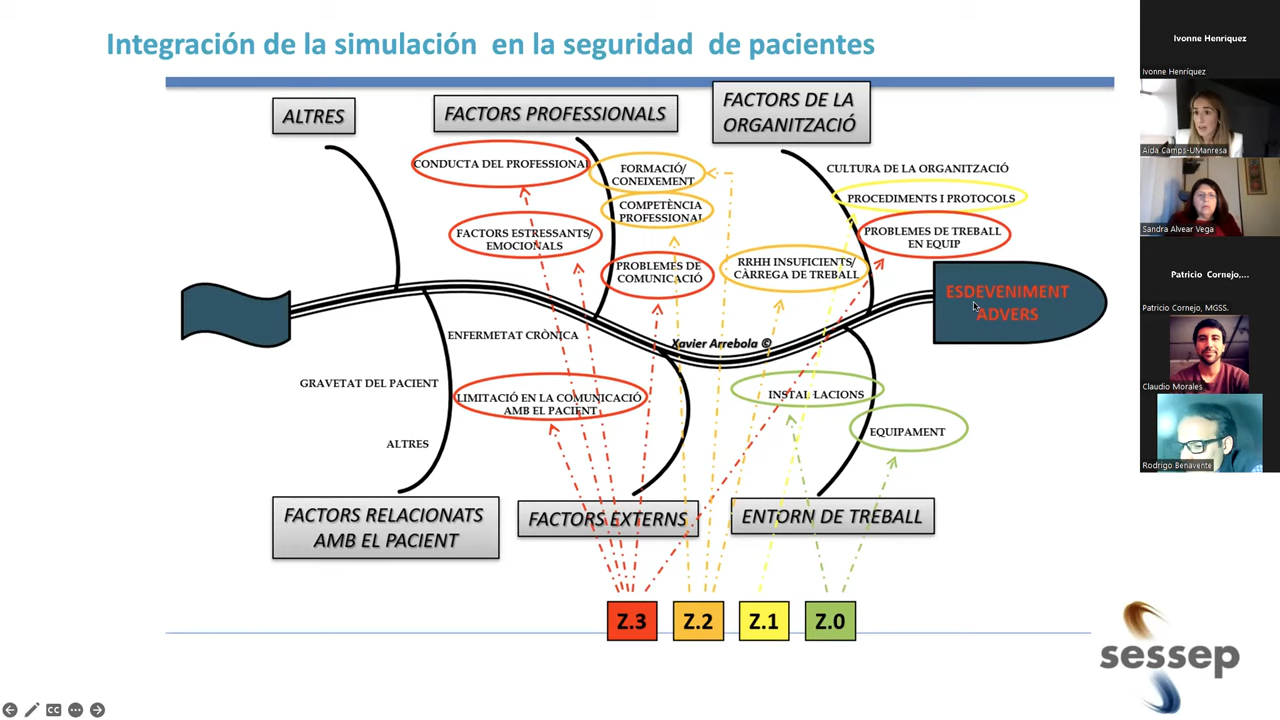 Integración de la simulación en la seguridad de pacientes
ALTRES
FACTORS PROFESSIONALS
FACTORS DE LA
ORGANITZACIÓ
CONDUCTA DEL PROFESSIONAL
FORMACIÓ/
CONEIXEMENT
CULTURA DE LA ORGANITZACIÓ
PROCEDIMENTS I PROTOCOLS
COMPETÈNCIA
PROFESSIONAL
FACTORS ESTRESSANTS/
EMOCIONALS
PROBLEMES DE TREBALL
EN EQUIP
PROBLEMES DE
COMUNICACIÓ
RRHH INSUFICIENTS/
CÀRREGA DE TREBALL
ESDEVENIMENT
ADVERS
ENFERMETAT CRÒNICA
Xavier Arrebola ©
GRAVETAT DEL PACIENT
LIMITACIÓ EN LA COMUNICACIÓ
AMB EL PACIENT
INSTAL·LACIONS
ALTRES
EQUIPAMENT
FACTORS RELACIONATS
AMB EL PACIENT
FACTORS EXTERNS
ENTORN DE TREBALL
Z.3
Z.2
Z.1
Z.0
sessep
Ivonne Henríquez
Ivonne Henríquez
Aida Camps-UManresa
Sandra Alvear Vega
Patricio Cornejo,...
Patricio Cornejo, MGSS.
Claudio Morales
Rodrigo Benavente
CC